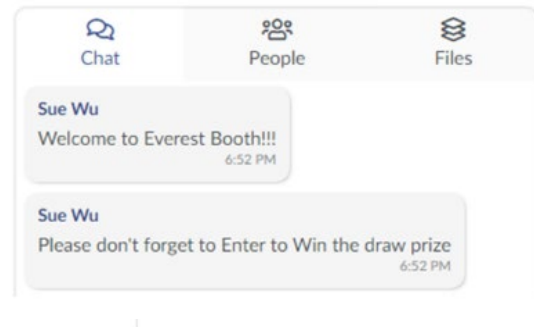 Chat People Files
Sue Wu
Welcome to Everest Booth!!!
6:52 PM
Sue Wu
Please don't forget to Enter to Win the draw prize
6:52 PM